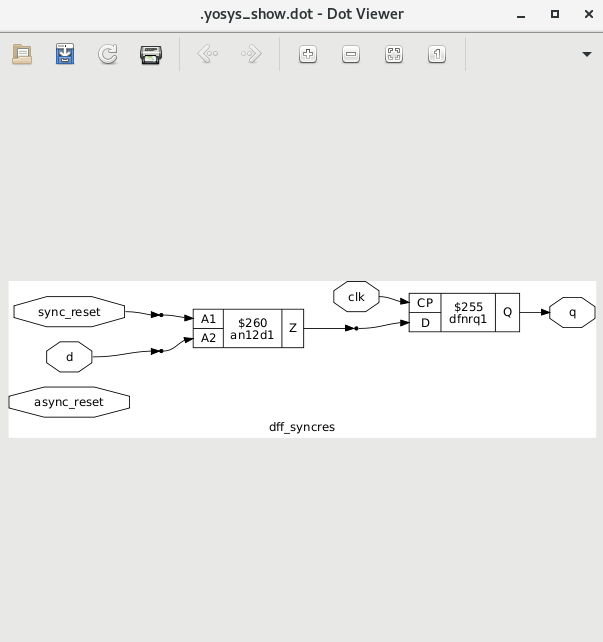 .yosys_show.dot - Dot Viewer
sync_reset
d
async_reset
A1
A2
$260
an12d1
Z
clk
CP
D
$255
dfnrq1
Q
q
dff_syncres